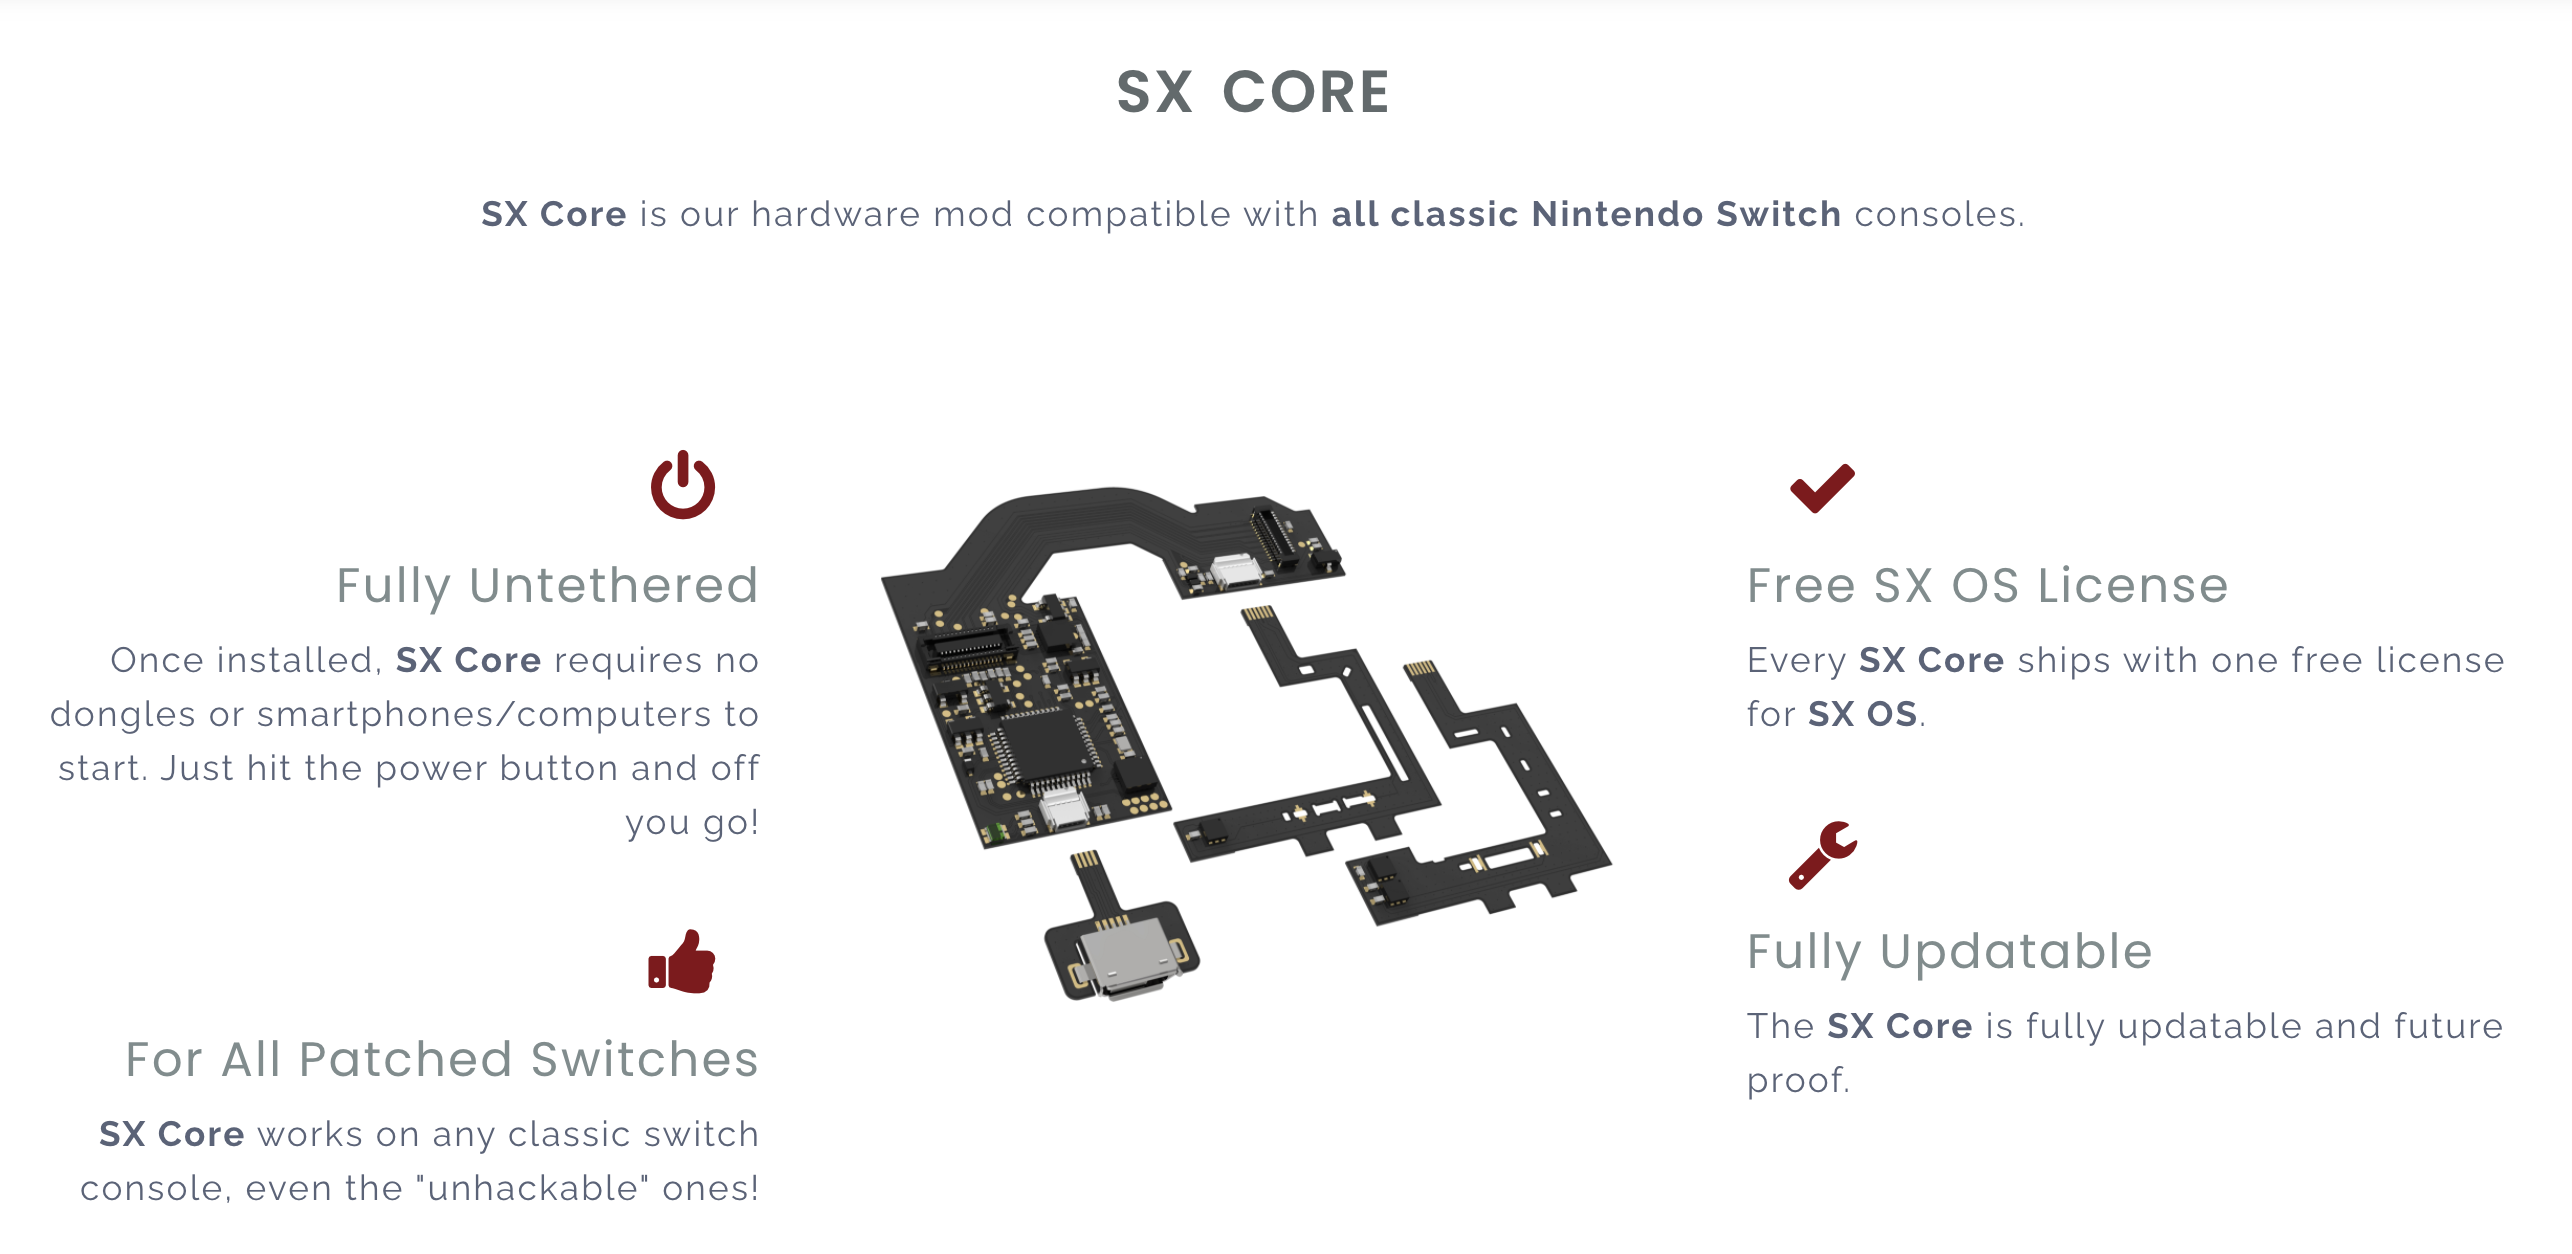 SX CORE
SX Core is our hardware mod compatible with all classic Nintendo Switch consoles.
Fully Untethered
Once installed, SX Core requires no
dongles or smartphones/computers to
start. Just hit the power button and off
you go!
For All Patched Switches
SX Core works on any classic switch
console, even the "unhackable" ones!
Free SX OS License
Every SX Core ships with one free license
for SX OS.
Fully Updatable
The SX Core is fully updatable and future
proof.